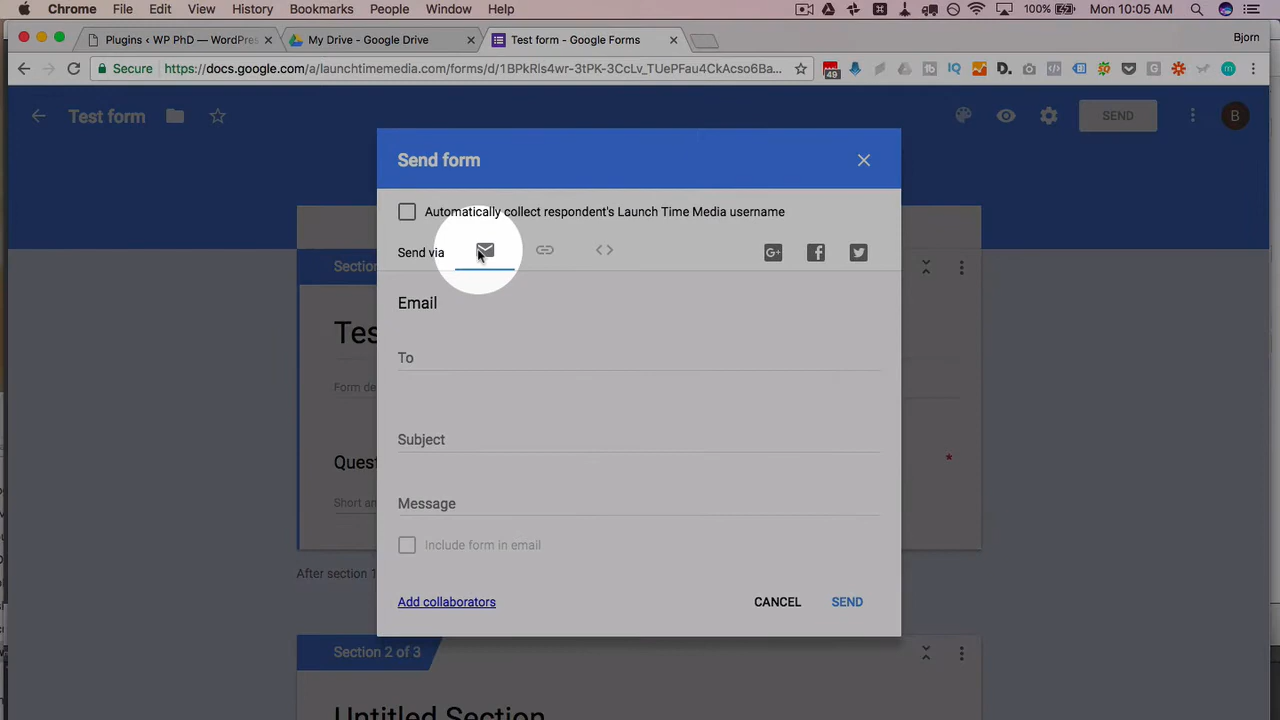 Chrome File Edit View History Bookmarks People Window Help 100% Mon 10:05 AM
Plugins ‹ WP PhD — WordPres My Drive - Google Drive Test form - Google Forms Bjorn
Secure https://docs.google.com/a/launchtimemedia.com/forms/d/1BPkRls4wr-3tPK-3CcLv_TUePFau4CkAcso6Ba... 49
Test form SEND B
Send form
Automatically collect respondent's Launch Time Media username
Send via
Section
Email
Tes
To
Form de
Subject
Quest
*
Short an
Message
Include form in email
After section 1
Add collaborators CANCEL SEND
Section 2 of 3
Untitled Section